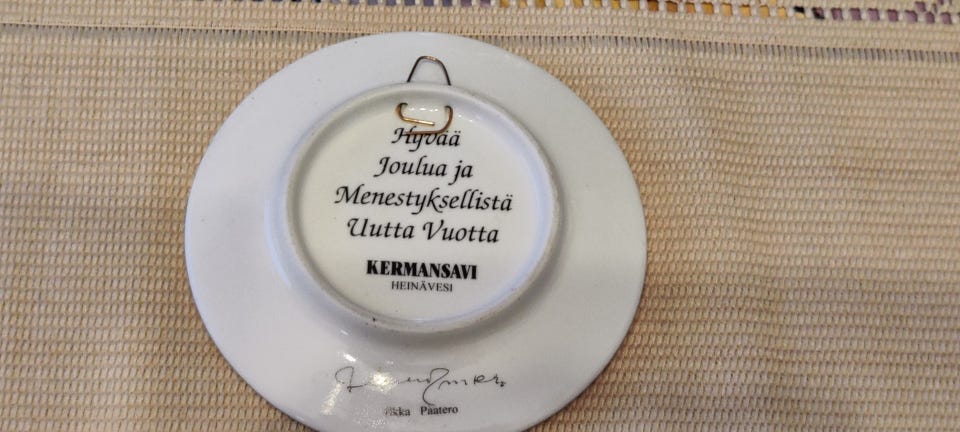 Hyvää
Joulua ja
Menestyksellistä
Uutta Vuotta
KERMANSAVI
HEINÄVESI
Paatero